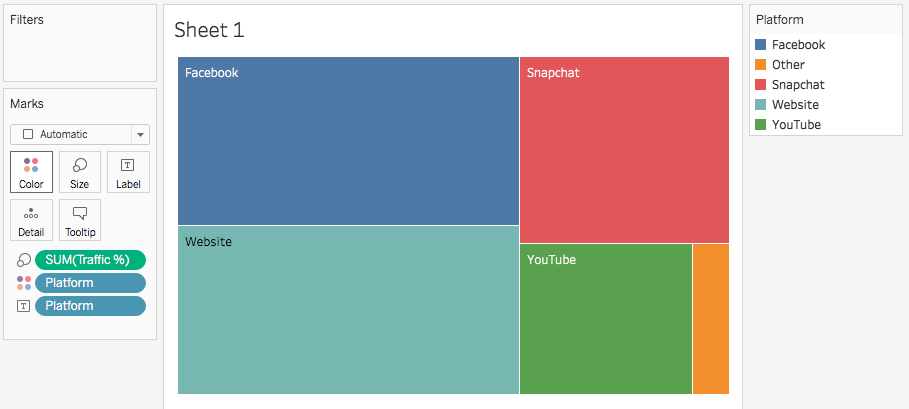 Filters
Marks
Automatic
Color
Size
Label
Detail
Tooltip
SUM(Traffic %)
Platform
Platform
Sheet 1
Facebook
Snapchat
Website
YouTube
Platform
Facebook
Other
Snapchat
Website
YouTube